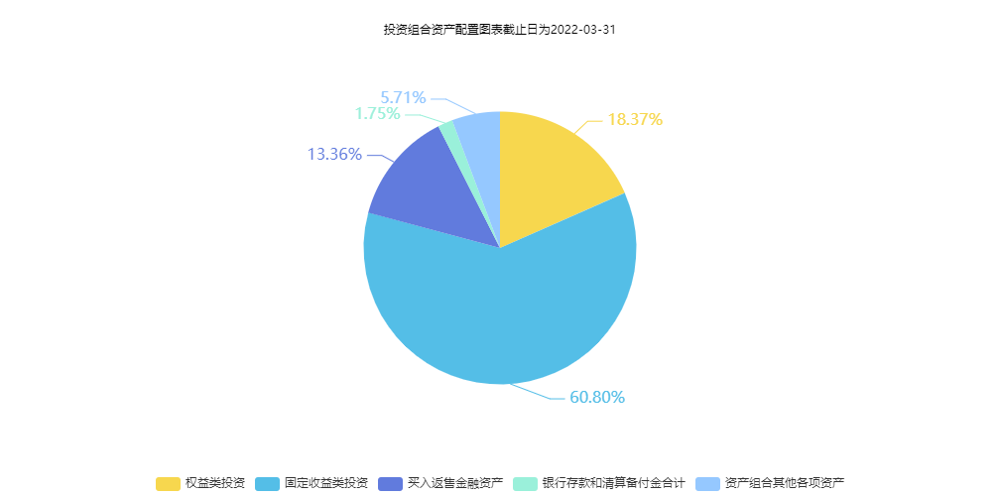 投资组合资产配置图表截止日为2022-03-31
5.71%
1.75%
18.37%
13.36%
60.80%
权益类投资 固定收益类投资 买入返售金融资产 银行存款和清算备付金合计 资产组合其他各项资产